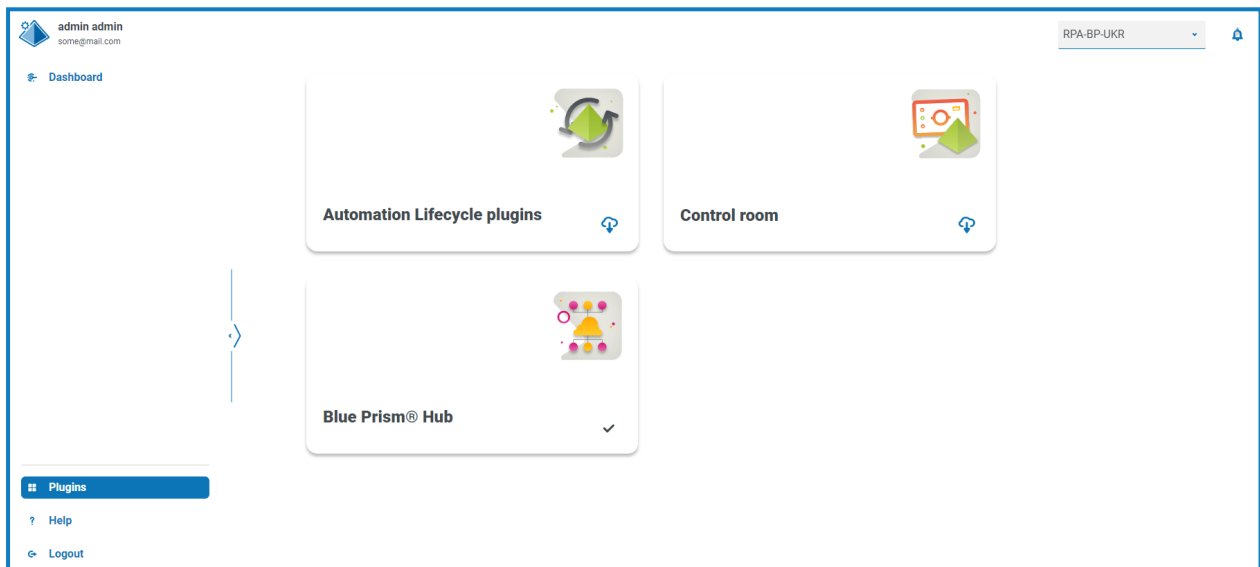 admin admin
some@mail.com
RPA-BP-UKR
Dashboard
Automation Lifecycle plugins
Control room
Blue Prism® Hub
Plugins
? Help
Logout